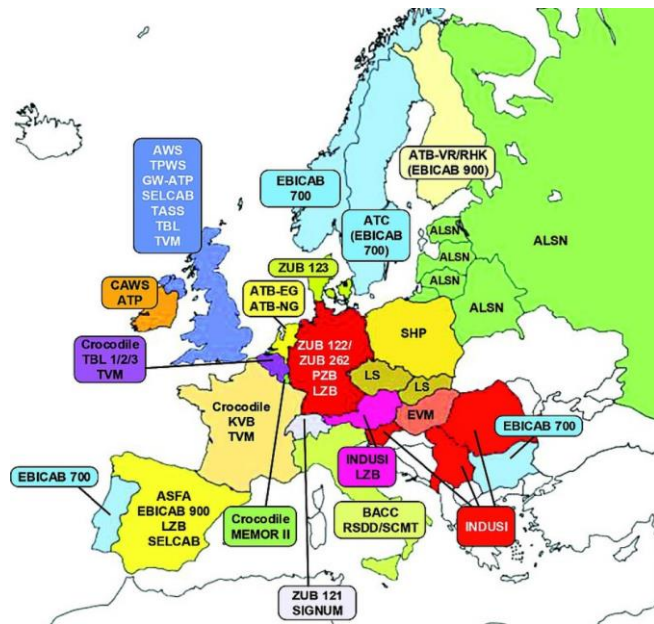 AWS
TPWS
GW-ATP
SELCAB
TASS
TBL
TVM
EBICAB
700
ATB-VR/RHK
(EBICAB 900)
ATC
(EBICAB
700)
ALSN
ALSN
ALSN
ALSN
ALSN
ZUB 123
CAWS
ATP
ATB-EG
ATB-NG
Crocodile
TBL 1/2/3
TVM
ZUB 122/
ZUB 262
PZB
LZB
SHP
LS
LS
EVM
Crocodile
KVB
TVM
EBICAB 700
INDUSI
LZB
EBICAB 700
ASFA
EBICAB 900
LZB
SELCAB
Crocodile
MEMOR II
BACC
RSDD/SCMT
INDUSI
ZUB 121
SIGNUM